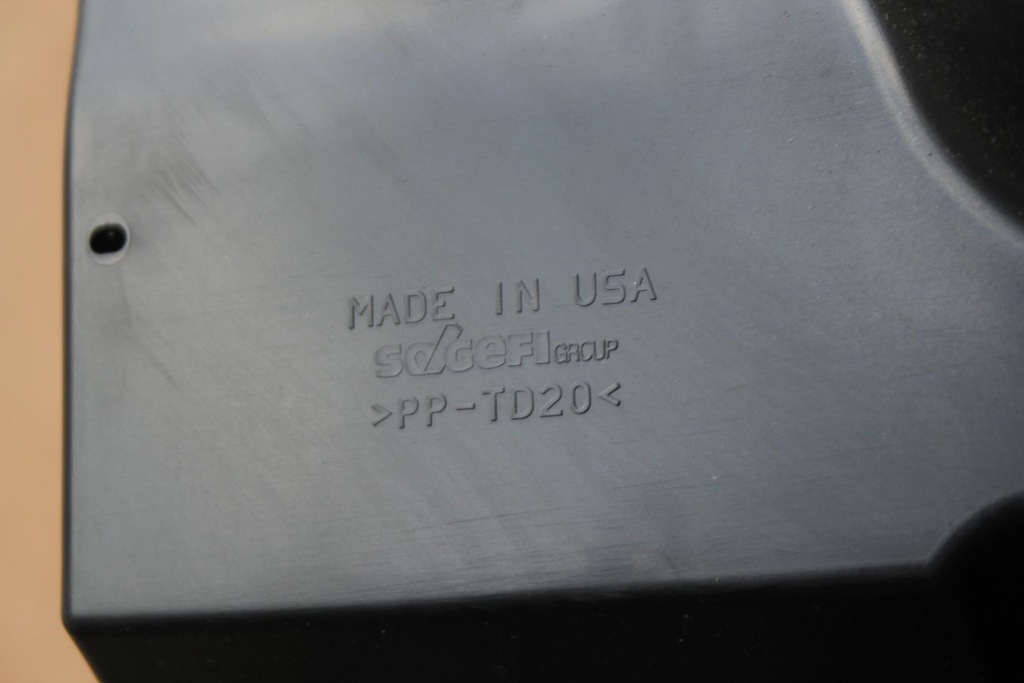 MADE IN USA
SOGEFI GROUP
>PP-TD20<